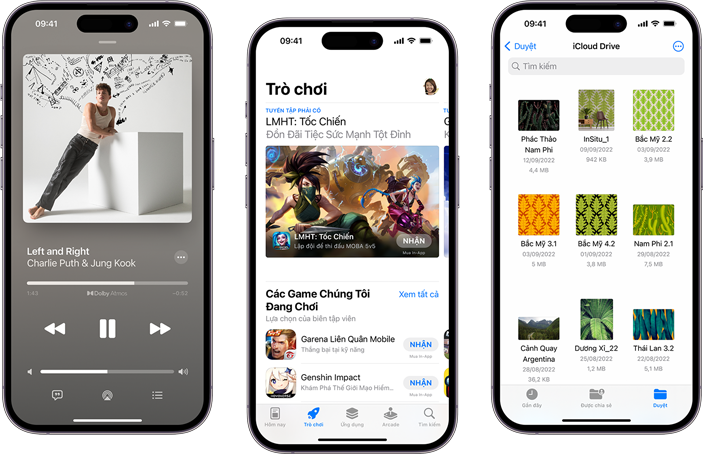 09:41
Left and Right
Charlie Puth & Jung Kook
1:43
Dolby Atmos
-0:52
09:41
Trò chơi
TUYỂN TẬP PHẢI CÓ
LMHT: Tốc Chiến
Đồn Đãi Tiệc Sức Mạnh Tột Đỉnh
LMHT: Tốc Chiến
Lập đội để thi đấu MOBA 5v5
NHẬN
Mua In-App
Các Game Chúng Tôi
Đang Chơi
Xem tất cả
Lựa chọn của biên tập viên
Garena Liên Quân Mobile
Thắng bại tại kỹ năng
NHẬN
Mua In-App
Genshin Impact
Khám Phá Thế Giới Mạo Hiểm...
NHẬN
Mua In-App
Hôm nay
Trò chơi
Ứng dụng
Arcade
Tìm kiếm
09:41
Duyệt
iCloud Drive
Tìm kiếm
Phác Thảo
Nam Phi
12/09/2022
4,4 MB
InSitu_1
09/09/2022
942 KB
Bắc Mỹ 2.2
03/09/2022
3,9 MB
Bắc Mỹ 3.1
03/09/2022
5 MB
Bắc Mỹ 4.2
01/09/2022
3,8 MB
Nam Phi 2.1
29/08/2022
7,5 MB
Cảnh Quay
Argentina
28/08/2022
36,2 KB
Dương Xỉ_22
25/08/2022
1,2 MB
Thái Lan 3.2
22/08/2022
5,1 MB
Gần đây
Được chia sẻ
Duyệt